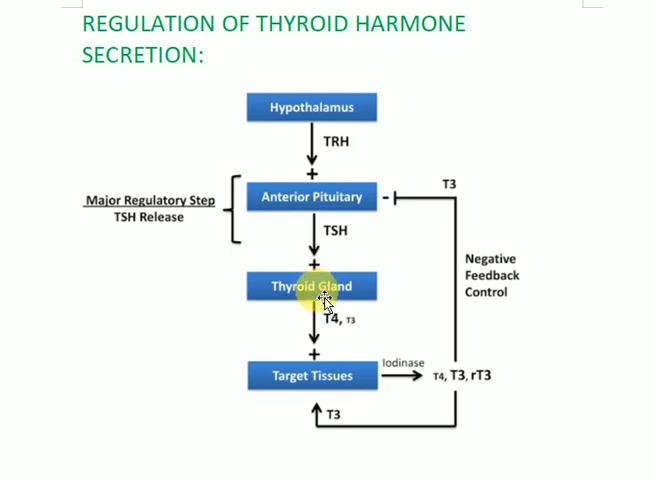 REGULATION OF THYROID HARMONE
SECRETION:
Hypothalamus
TRH
+
T3
Major Regulatory Step
TSH Release
Anterior Pituitary
-
TSH
Negative
Feedback
Control
+
Thyroid Gland
T4, T3
+
Target Tissues
Iodinase
T4, T3, rT3
T3